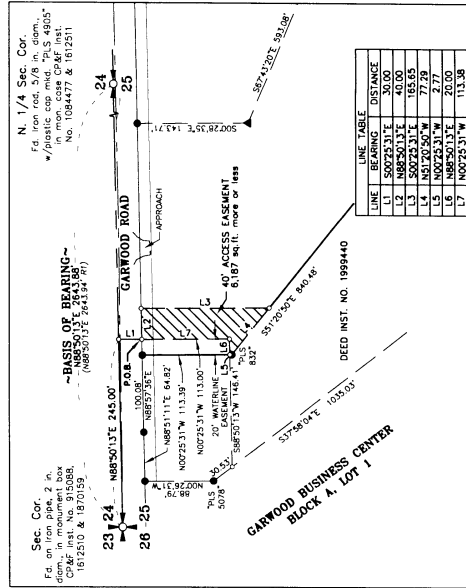 Sec. Cor.
Fd. an Iron pipe, 2 in.
diam., in monument box
CP&F Inst. No. 915088,
1612510 & 1870159
N. 1/4 Sec. Cor.
Fd. Iron rod, 5/8 in. diam.,
w/plastic cap mkd. "PLS 4905"
in mon. case CP&F Inst.
No. 1084477 & 1612511
~BASIS OF BEARING~
N88°50'13"E 2643.88'
(N88°50'13"E 2643.94' R1)
23
24
26
25
24
25
N88°50'13"E 245.00'
L1
GARWOOD ROAD
P.O.B.
APPROACH
100.08'
N88°57'36"E
L2
N88°51'11"E 64.82'
N00°25'31"W 113.39'
N00°25'31"W 113.00'
L7
L3
S00°26'35"E 143.71'
S67°43'20"E 593.08'
40' ACCESS EASEMENT
6,187 sq.ft. more or less
N00°26'31"W
88.79'
20' WATERLINE
EASEMENT
S88°50'13"W 146.41'
L5
L6
L4
"PLS
832"
"PLS
5078"
30.53'
S51°20'50"E 840.48'
S37°58'04"E 1035.03'
DEED INST. NO. 1999440
GARWOOD BUSINESS CENTER
BLOCK A, LOT 1
LINE TABLE
LINE BEARING DISTANCE
L1 S00°25'31"E 30.00
L2 N88°50'13"E 40.00
L3 S00°25'31"E 165.65
L4 N51°20'50"W 77.29
L5 N00°25'31"W 2.77
L6 N88°50'13"E 20.00
L7 N00°25'31"W 113.38